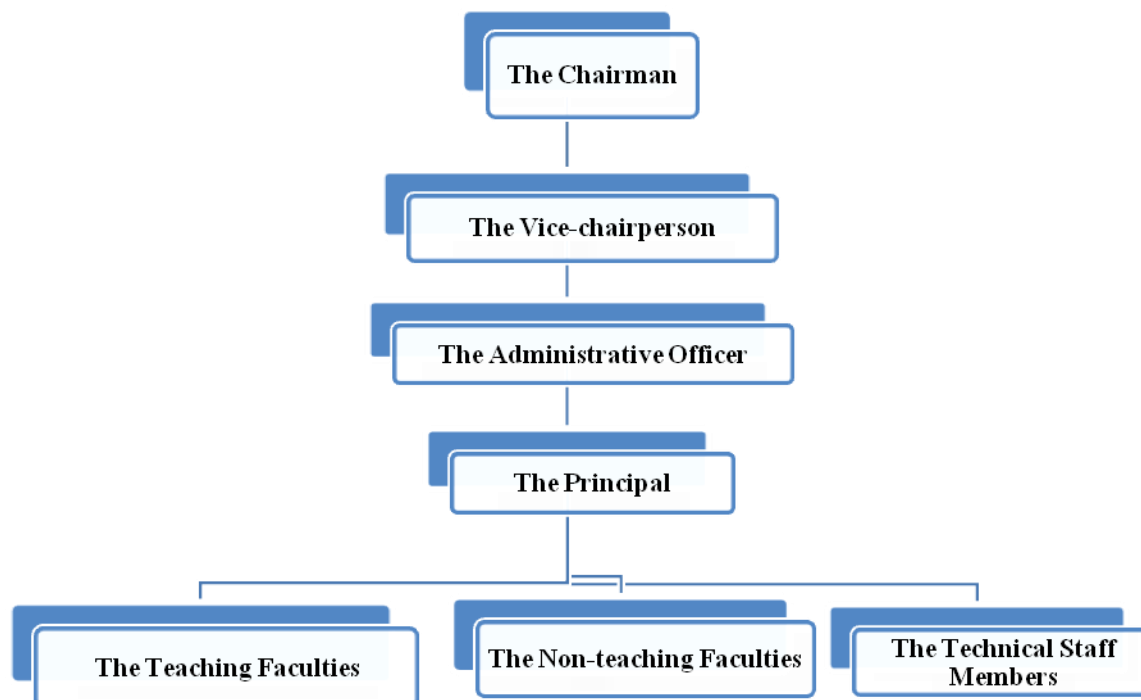 The Chairman
The Vice-chairperson
The Administrative Officer
The Principal
The Teaching Faculties
The Non-teaching Faculties
The Technical Staff
Members